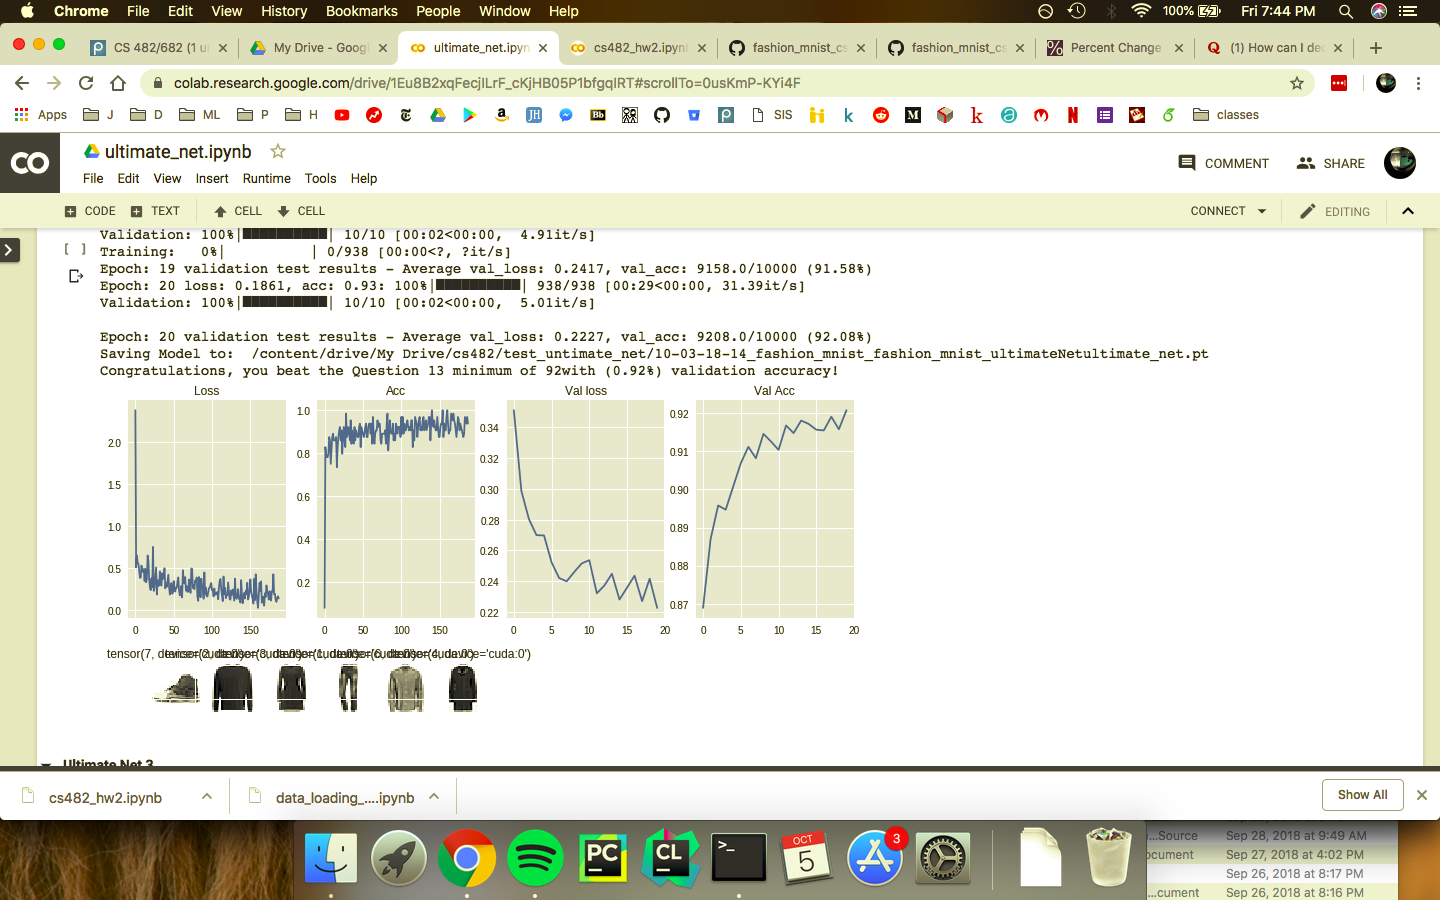 Chrome File Edit View History Bookmarks People Window Help 100% Fri 7:44 PM
CS 482/682 (1 u My Drive - Googl ultimate_net.ipyn cs482_hw2.ipyn fashion_mnist_cs fashion_mnist_cs Percent Change (1) How can I de
colab.research.google.com/drive/1Eu8B2xqFecjlLrF_cKjHB05P1bfgqlRT#scrollTo=0usKmP-KYi4F
Apps J D ML P H JH Bb SIS k M k N classes
CO ultimate_net.ipynb
COMMENT SHARE
File Edit View Insert Runtime Tools Help
CODE TEXT CELL CELL CONNECT EDITING
Validation: 100%| | 10/10 [00:02<00:00, 4.91it/s]
[ ] Training: 0%| | 0/938 [00:00<?, ?it/s]
Epoch: 19 validation test results - Average val_loss: 0.2417, val_acc: 9158.0/10000 (91.58%)
Epoch: 20 loss: 0.1861, acc: 0.93: 100%| | 938/938 [00:29<00:00, 31.39it/s]
Validation: 100%| | 10/10 [00:02<00:00, 5.01it/s]
Epoch: 20 validation test results - Average val_loss: 0.2227, val_acc: 9208.0/10000 (92.08%)
Saving Model to: /content/drive/My Drive/cs482/test_untimate_net/10-03-18-14_fashion_mnist_fashion_mnist_ultimateNetultimate_net.pt
Congratulations, you beat the Question 13 minimum of 92with (0.92%) validation accuracy!
Loss Acc Val loss Val Acc
2.0
1.5
1.0
0.5
0.0
0 50 100 150
1.0
0.8
0.6
0.4
0.2
0 50 100 150
0.34
0.32
0.30
0.28
0.26
0.24
0.22
0 5 10 15 20
0.92
0.91
0.90
0.89
0.88
0.87
0 5 10 15 20
tensor(7, device='cuda:0')
Ultimate Net 3
cs482_hw2.ipynb data_loading_....ipynb Show All
PC CL >_ OCT 5 3
...Source Sep 28, 2018 at 9:49 AM
ocument Sep 27, 2018 at 4:02 PM
Sep 26, 2018 at 8:17 PM
...cument Sep 26, 2018 at 8:16 PM